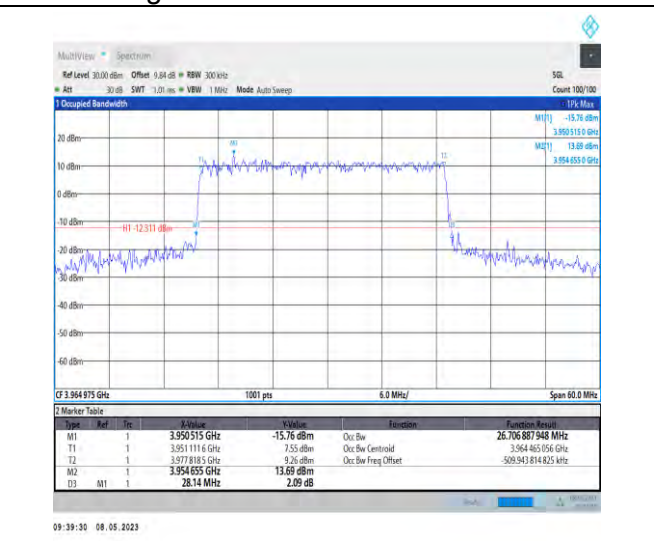 MultiView Spectrum
Ref Level 30.00 dBm Offset 9.84 dB RBW 300 kHz SGL
Att 30 dB SWT 1.01 ms VBW 1 MHz Mode Auto Sweep Count 100/100
1 Occupied Bandwidth 1Pk Max
M1[1] -15.76 dBm
3.950 515 0 GHz
M2[1] 13.69 dBm
3.954 655 0 GHz
20 dBm
M2
T1 T2
10 dBm
0 dBm
-10 dBm
H1 -12.311 dBm
M1 D3
-20 dBm
-30 dBm
-40 dBm
-50 dBm
-60 dBm
CF 3.964 975 GHz 1001 pts 6.0 MHz/ Span 60.0 MHz
2 Marker Table
Type Ref Trc X-Value Y-Value Function Function Result
M1 1 3.950 515 GHz -15.76 dBm Occ Bw 26.706 887 948 MHz
T1 1 3.951 111 6 GHz 7.55 dBm Occ Bw Centroid 3.964 465 056 GHz
T2 1 3.977 818 5 GHz 9.26 dBm Occ Bw Freq Offset -509.943 814 825 kHz
M2 1 3.954 655 GHz 13.69 dBm
D3 M1 1 28.14 MHz 2.09 dB
09:39:30 08.05.2023